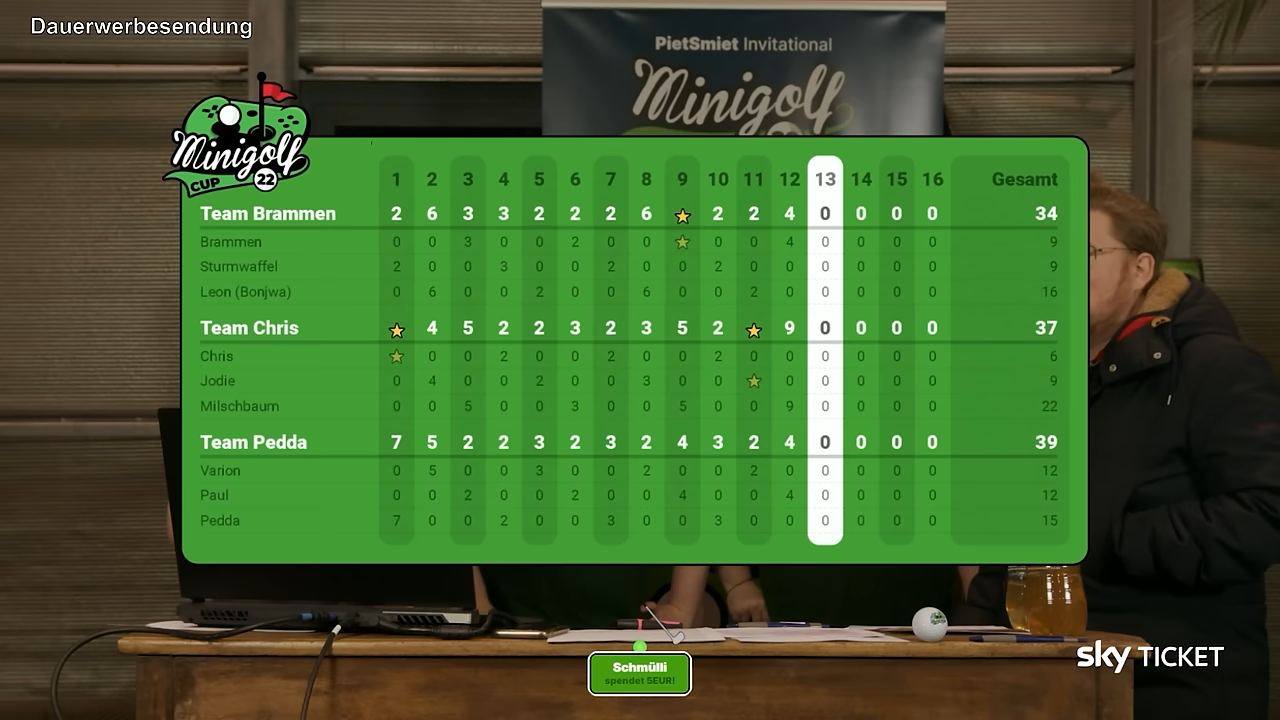 Dauerwerbesendung
PietSmiet Invitational
Minigolf
Minigolf
CUP 22
1 2 3 4 5 6 7 8 9 10 11 12 13 14 15 16 Gesamt
Team Brammen 2 6 3 3 2 2 2 6 ★ 2 2 4 0 0 0 0 34
Brammen 0 0 3 0 0 2 0 0 ★ 0 0 4 0 0 0 0 9
Sturmwaffel 2 0 0 3 0 0 2 0 0 2 0 0 0 0 0 0 9
Leon (Bonjwa) 0 6 0 0 2 0 0 6 0 0 2 0 0 0 0 0 16
Team Chris ★ 4 5 2 2 3 2 3 5 2 ★ 9 0 0 0 0 37
Chris ★ 0 0 2 0 0 2 0 0 2 0 0 0 0 0 0 6
Jodie 0 4 0 0 2 0 0 3 0 0 ★ 0 0 0 0 0 9
Milschbaum 0 0 5 0 0 3 0 0 5 0 0 9 0 0 0 0 22
Team Pedda 7 5 2 2 3 2 3 2 4 3 2 4 0 0 0 0 39
Varion 0 5 0 0 3 0 0 2 0 0 2 0 0 0 0 0 12
Paul 0 0 2 0 0 2 0 0 4 0 0 4 0 0 0 0 12
Pedda 7 0 0 2 0 0 3 0 0 3 0 0 0 0 0 0 15
Schmülli
spendet 5EUR!
sky TICKET